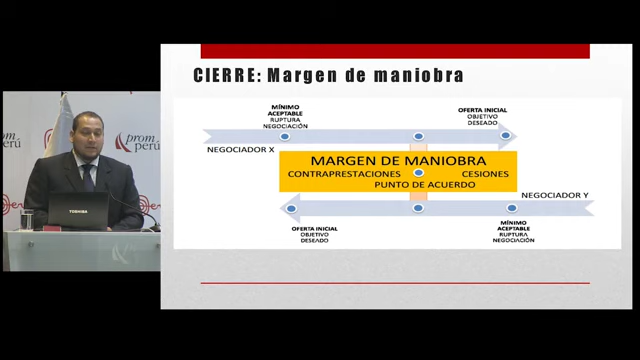 CIERRE: Margen de maniobra
MÍNIMO
ACEPTABLE
RUPTURA
NEGOCIACIÓN
OFERTA INICIAL
OBJETIVO
DESEADO
NEGOCIADOR X
MARGEN DE MANIOBRA
CONTRAPRESTACIONES
CESIONES
PUNTO DE ACUERDO
NEGOCIADOR Y
OFERTA INICIAL
OBJETIVO
DESEADO
MÍNIMO
ACEPTABLE
RUPTURA
NEGOCIACIÓN
prom
perú
prom
TOSHIBA